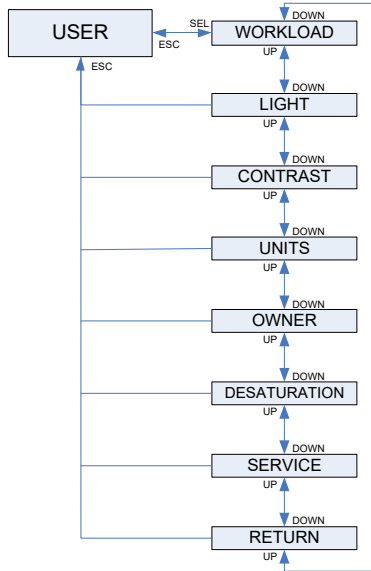 USER
SEL
ESC
ESC
DOWN
WORKLOAD
UP
DOWN
LIGHT
UP
DOWN
CONTRAST
UP
DOWN
UNITS
UP
DOWN
OWNER
UP
DOWN
DESATURATION
UP
DOWN
SERVICE
UP
DOWN
RETURN
UP